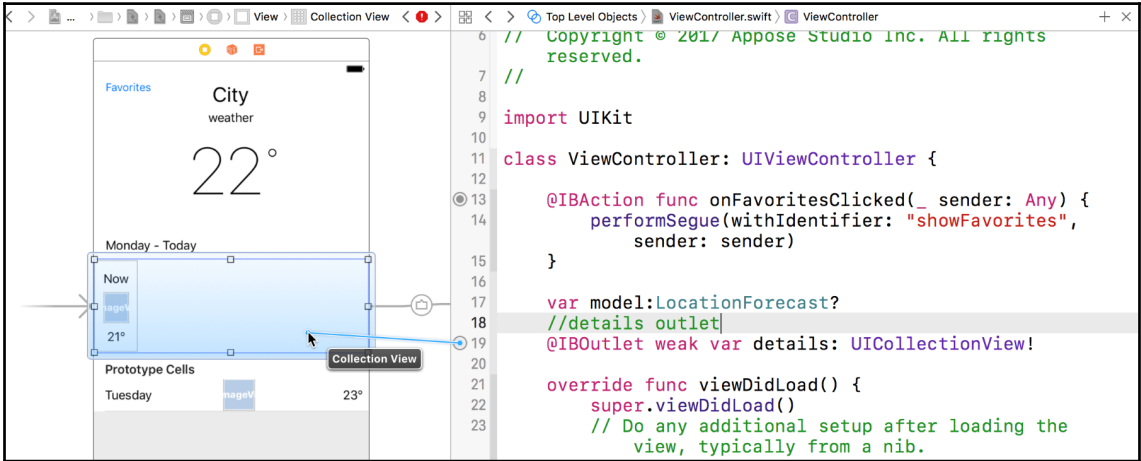 ... View Collection View Top Level Objects ViewController.swift ViewController
Favorites
City
weather
22°
Monday - Today
Now
21°
Collection View
Prototype Cells
Tuesday
23°
6 // Copyright © 2017 Appose Studio Inc. All rights
reserved.
7 //
8
9 import UIKit
10
11 class ViewController: UIViewController {
12
13 @IBAction func onFavoritesClicked(_ sender: Any) {
14 performSegue(withIdentifier: "showFavorites",
sender: sender)
15 }
16
17 var model:LocationForecast?
18 //details outlet
19 @IBOutlet weak var details: UICollectionView!
20
21 override func viewDidLoad() {
22 super.viewDidLoad()
23 // Do any additional setup after loading the
view, typically from a nib.